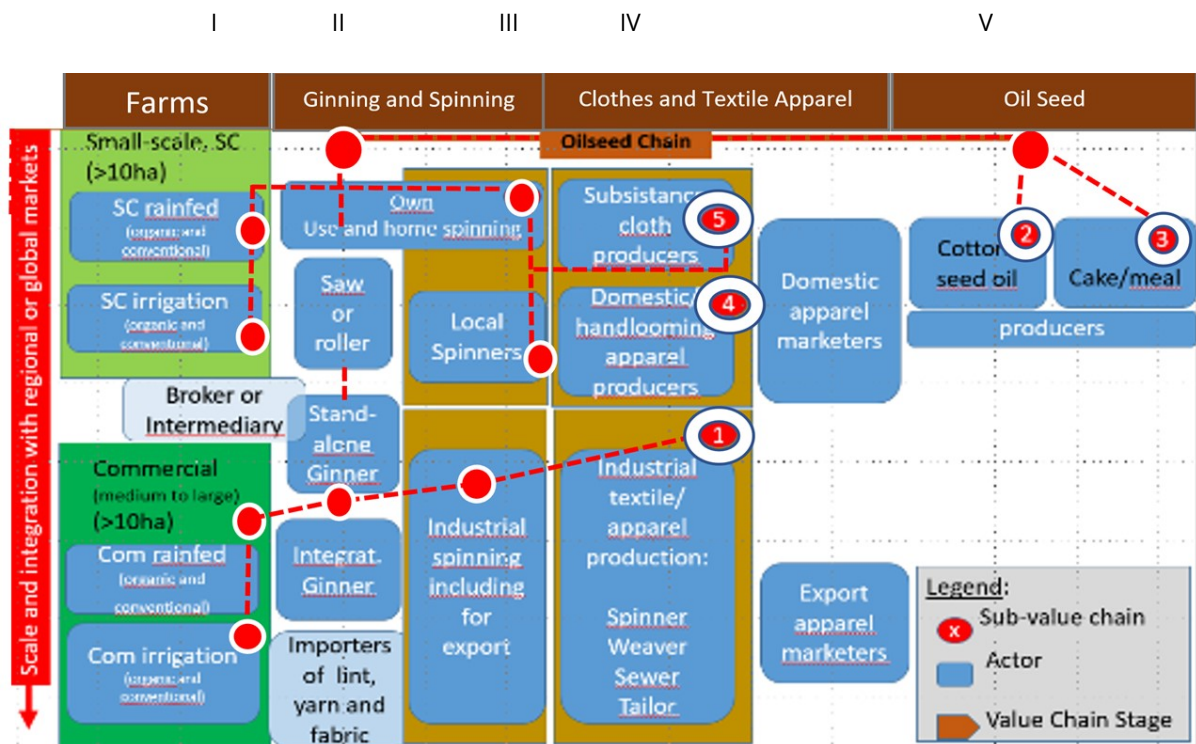 I II III IV V
Farms
Ginning and Spinning
Clothes and Textile Apparel
Oil Seed
Scale and integration with regional or global markets
Small-scale, SC
(>10ha)
SC rainfed
(organic and
conventional)
SC irrigation
(organic and
conventional)
Broker or
Intermediary
Commercial
(medium to large)
(>10ha)
Com rainfed
(organic and
conventional)
Com irrigation
(organic and
conventional)
Own
Use and home spinning
Saw
or
roller
Stand-
alone
Ginner
Integrat.
Ginner
Importers
of lint,
yarn and
fabric
Local
Spinners
Industrial
spinning
including
for
export
Oilseed Chain
Subsistance
cloth
producers
5
Domestic/
handlooming
apparel
producers
4
1
Industrial
textile/
apparel
production:
Spinner
Weaver
Sewer
Tailor
Domestic
apparel
marketers
Export
apparel
marketers
2
Cotton
seed oil
3
Cake/meal
producers
Legend:
x Sub-value chain
Actor
Value Chain Stage